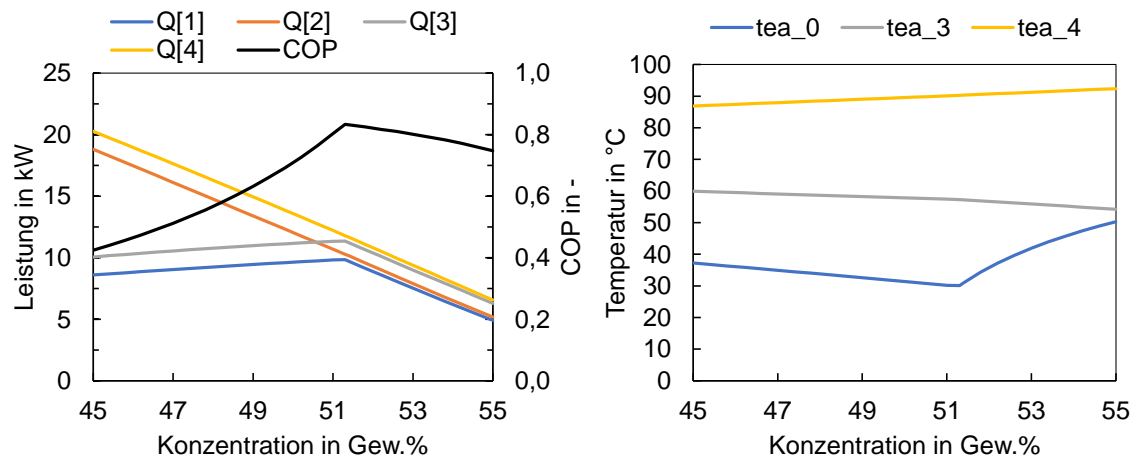 Q[1] Q[2] Q[3]
Q[4] COP
25
20
15
10
5
0
Leistung in kW
1,0
0,8
0,6
0,4
0,2
0,0
COP in -
45 47 49 51 53 55
Konzentration in Gew.%
tea_0 tea_3 tea_4
100
90
80
70
60
50
40
30
20
10
0
Temperatur in °C
45 47 49 51 53 55
Konzentration in Gew.%